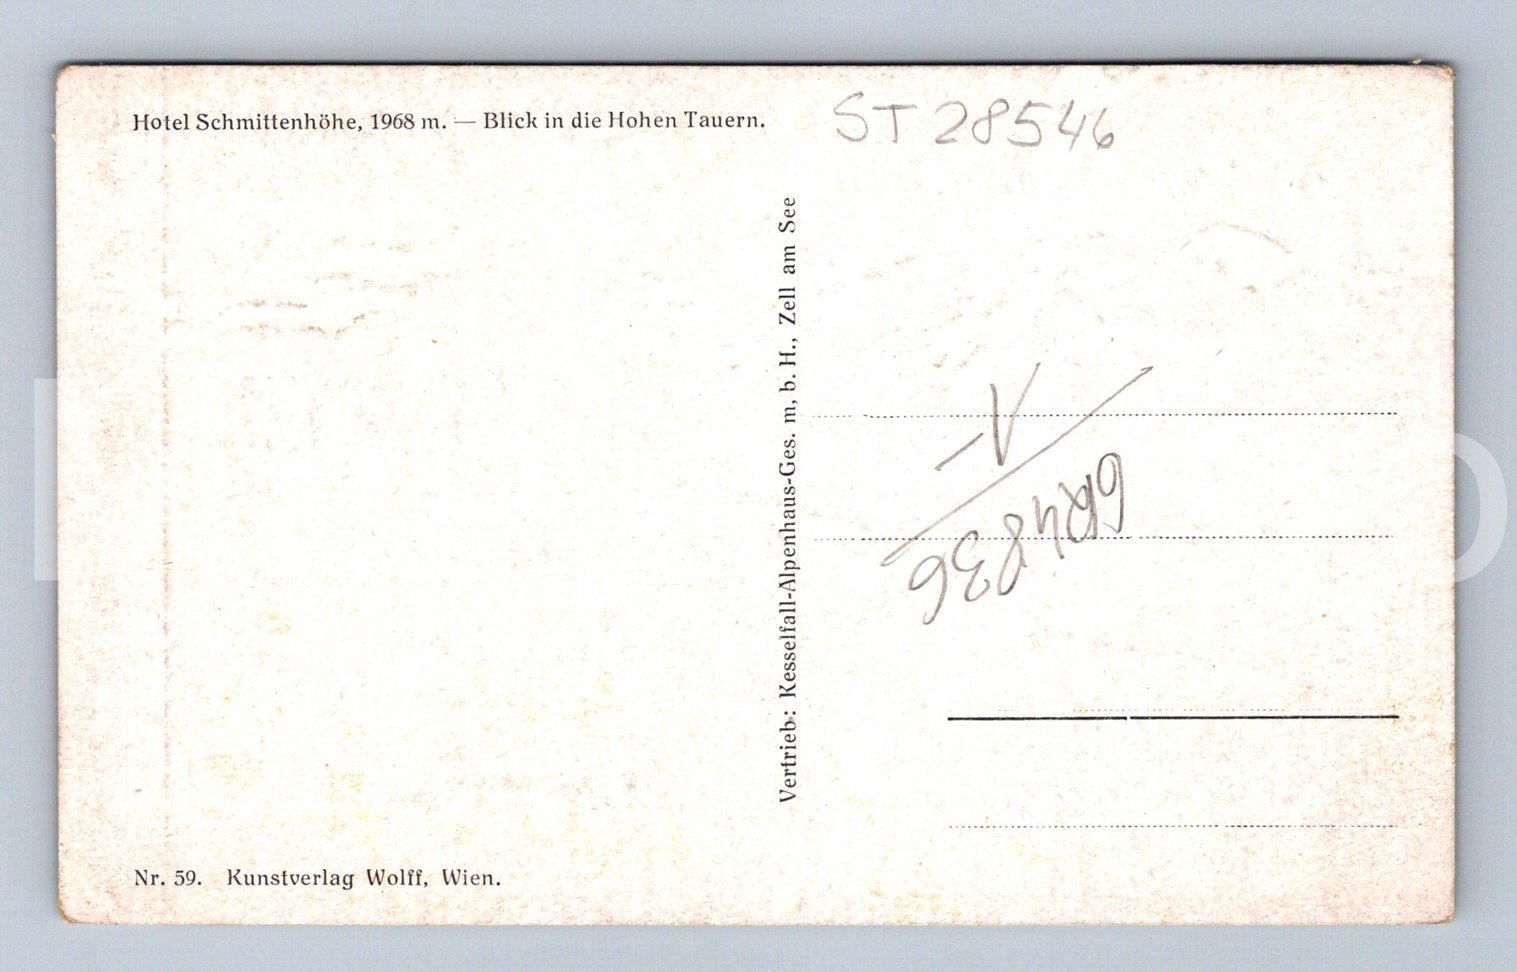 Hotel Schmittenhöhe, 1968 m. — Blick in die Hohen Tauern.
ST 28546
Vertrieb: Kesselfall-Alpenhaus-Ges. m. b. H., Zell am See
Nr. 59. Kunstverlag Wolff, Wien.